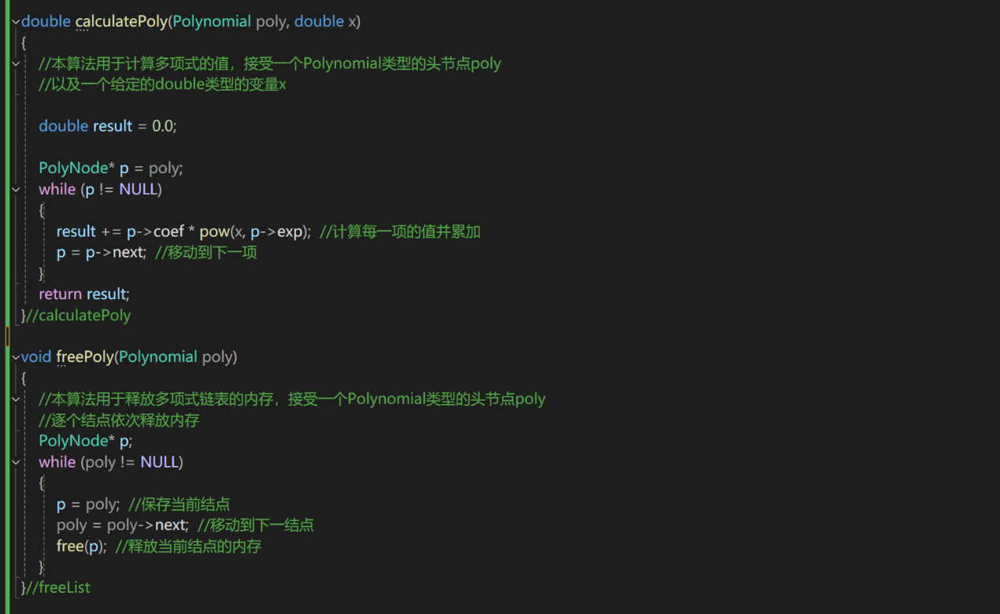 double calculatePoly(Polynomial poly, double x)
{
//本算法用于计算多项式的值，接受一个Polynomial类型的头节点poly
//以及一个给定的double类型的变量x
double result = 0.0;
PolyNode* p = poly;
while (p != NULL)
{
result += p->coef * pow(x, p->exp); //计算每一项的值并累加
p = p->next; //移动到下一项
}
return result;
}//calculatePoly
void freePoly(Polynomial poly)
{
//本算法用于释放多项式链表的内存，接受一个Polynomial类型的头节点poly
//逐个结点依次释放内存
PolyNode* p;
while (poly != NULL)
{
p = poly; //保存当前结点
poly = poly->next; //移动到下一结点
free(p); //释放当前结点的内存
}
}//freeList